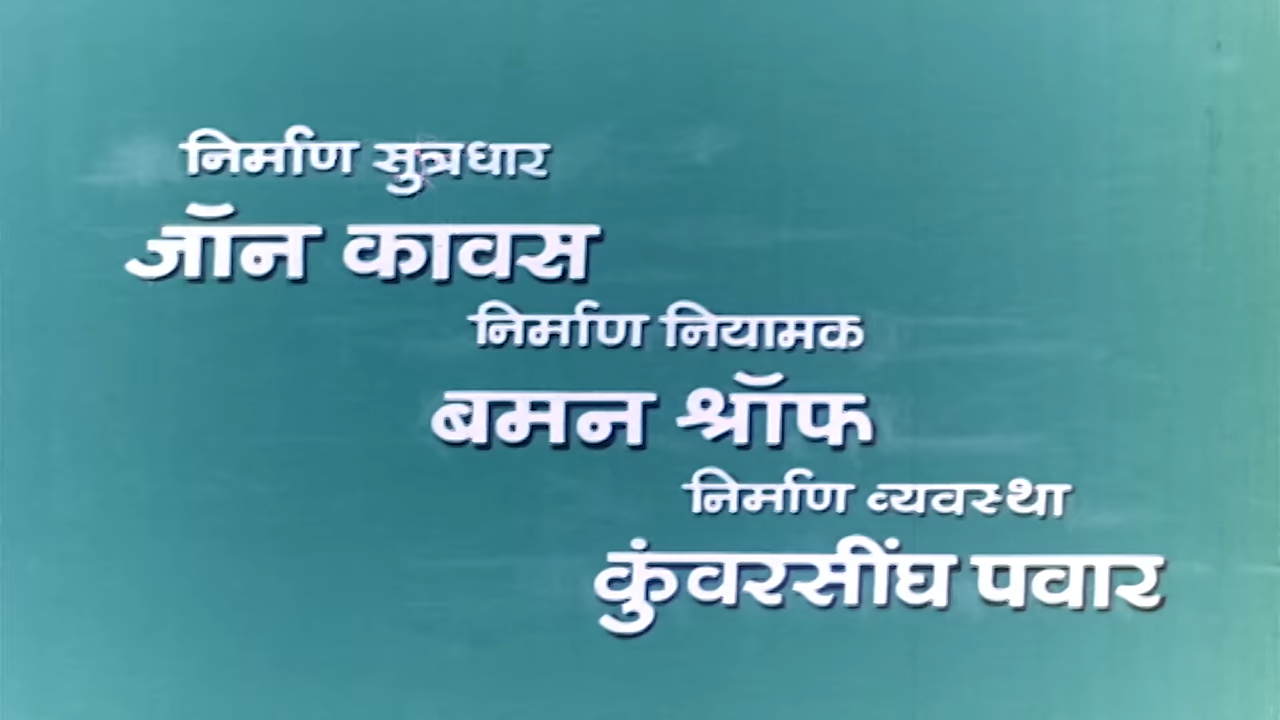 निर्माण सुत्रधार
जॉन कावस
निर्माण नियामक
बमन श्रॉफ
निर्माण व्यवस्था
कुंवरसींघ पवार